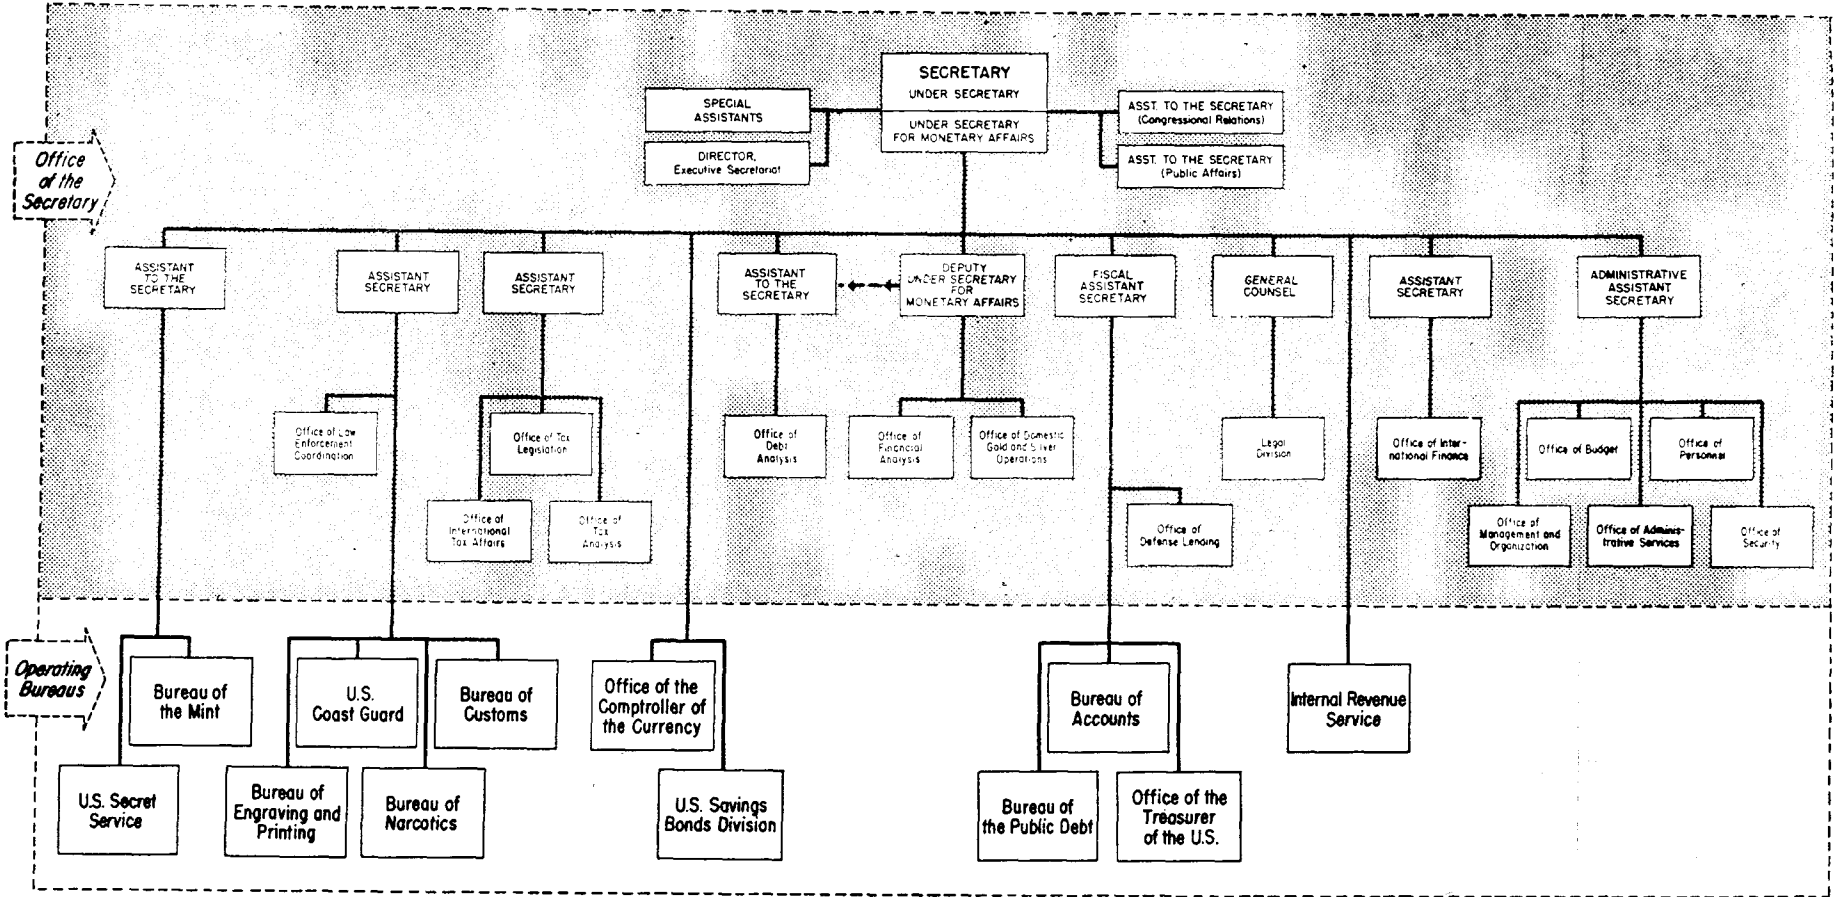 SECRETARY
UNDER SECRETARY
UNDER SECRETARY
FOR MONETARY AFFAIRS
SPECIAL
ASSISTANTS
DIRECTOR,
Executive Secretariat
ASST. TO THE SECRETARY
(Congressional Relations)
ASST. TO THE SECRETARY
(Public Affairs)
Office
of the
Secretary
ASSISTANT
TO THE
SECRETARY
ASSISTANT
SECRETARY
ASSISTANT
SECRETARY
ASSISTANT
TO THE
SECRETARY
DEPUTY
UNDER SECRETARY
FOR
MONETARY AFFAIRS
FISCAL
ASSISTANT
SECRETARY
GENERAL
COUNSEL
ASSISTANT
SECRETARY
ADMINISTRATIVE
ASSISTANT
SECRETARY
Office of Law
Enforcement
Coordination
Office of Tax
Legislation
Office of
International
Tax Affairs
Office of
Tax
Analysis
Office of
Debt
Analysis
Office of
Financial
Analysis
Office of Domestic
Gold and Silver
Operations
Office of
Defense Lending
Legal
Division
Office of Inter-
national Finance
Office of Budget
Office of
Personnel
Office of
Management and
Organization
Office of Adminis-
trative Services
Office of
Security
Operating
Bureaus
Bureau of
the Mint
U.S. Secret
Service
U.S.
Coast Guard
Bureau of
Customs
Bureau of
Engraving and
Printing
Bureau of
Narcotics
Office of the
Comptroller of
the Currency
U.S. Savings
Bonds Division
Bureau of
Accounts
Bureau of
the Public Debt
Office of the
Treasurer
of the U.S.
Internal Revenue
Service